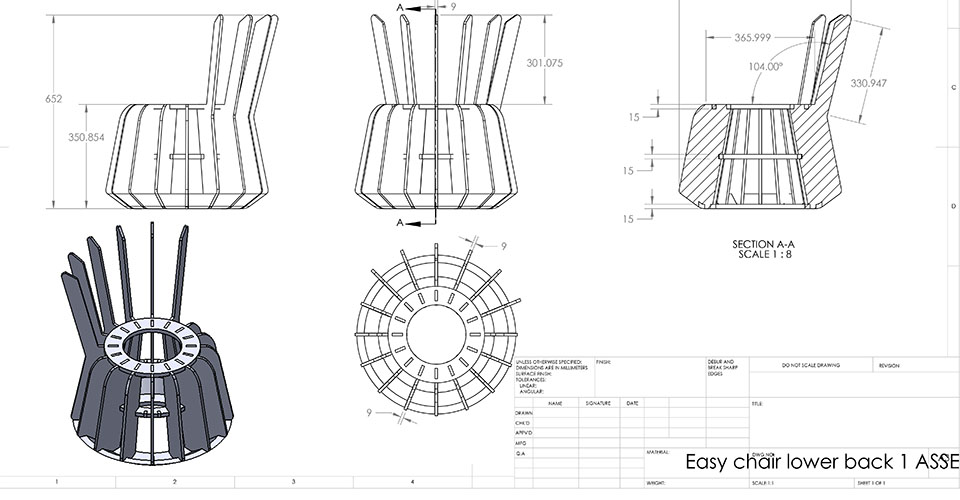 A
9
652
350.854
301.075
A
365.999
104.00°
330.947
15
15
15
SECTION A-A
SCALE 1 : 8
C
D
9
9
UNLESS OTHERWISE SPECIFIED:
DIMENSIONS ARE IN MILLIMETERS
SURFACE FINISH:
TOLERANCES:
LINEAR:
ANGULAR:
FINISH:
DEBUR AND
BREAK SHARP
EDGES
DO NOT SCALE DRAWING
REVISION
NAME
SIGNATURE
DATE
TITLE:
DRAWN
CHK'D
APPV'D
MFG
Q.A
MATERIAL:
DWG NO.
Easy chair lower back 1 ASSE
WEIGHT:
SCALE:1:1
SHEET 1 OF 1
1
2
3
4